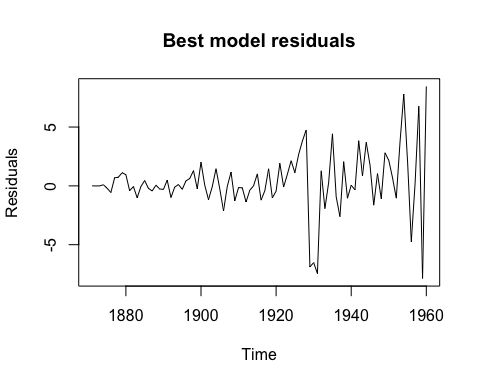 Best model residuals
Residuals
5
0
-5
1880 1900 1920 1940 1960
Time